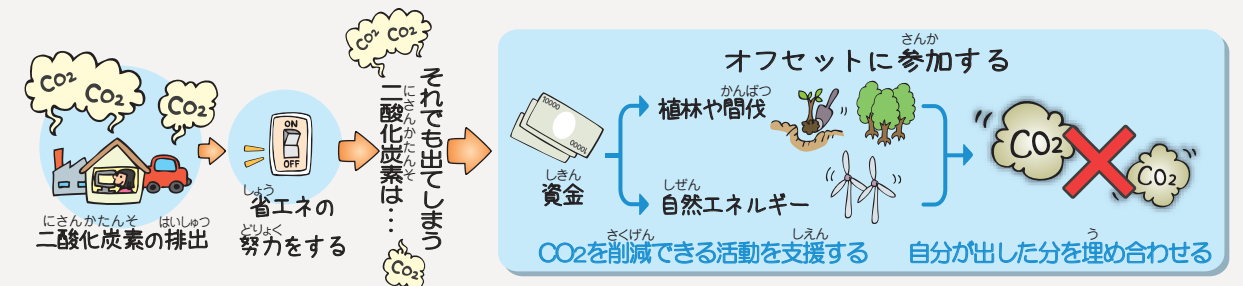 CO2
CO2
CO2
にさんかたんそ はいしゅつ
二酸化炭素の排出
ON
OFF
しょう
省エネの
どりょく
努力をする
CO2
CO2
それでも出てしまう
にさんかたんそ
二酸化炭素は…
CO2
さんか
オフセットに参加する
10000
10000
しきん
資金
かんばつ
植林や間伐
しぜん
自然エネルギー
さくげん しえん
CO2を削減できる活動を支援する
CO2
CO2
う
自分が出した分を埋め合わせる